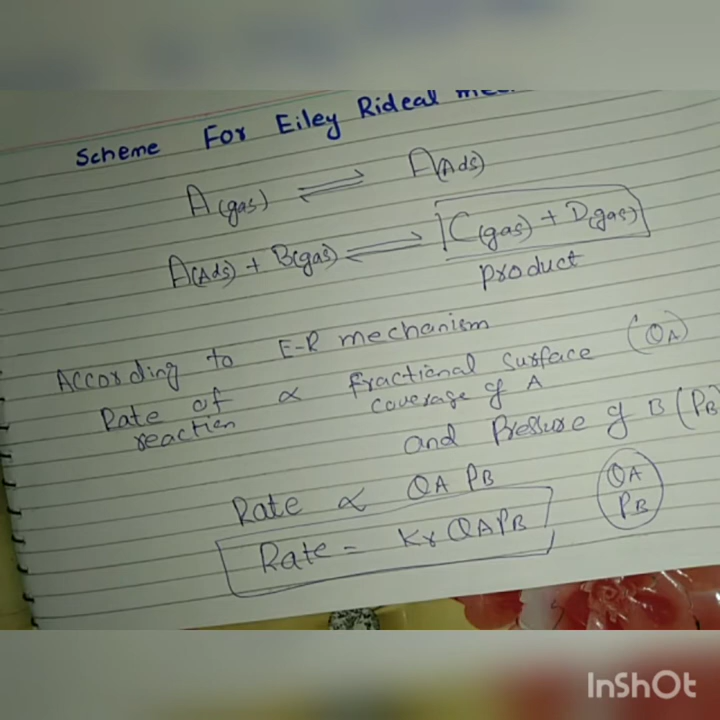 Scheme For Eiley Rideal
A(gas) ⇌ A(Ads)
A(Ads) + B(gas) ⇌ C(gas) + D(gas)
Product
According to E-R mechanism
Rate of reaction ∝ fractional surface coverage of A (θA)
and Pressure of B (PB)
Rate ∝ θA PB
θA
PB
Rate = Kr θA PB
InShOt